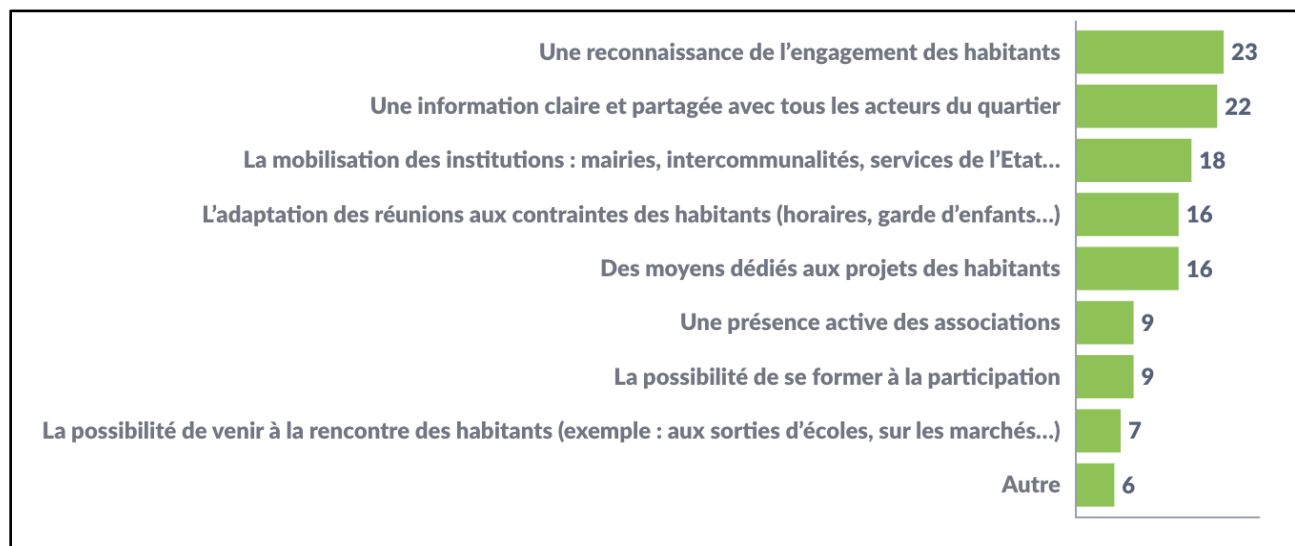 Une reconnaissance de l’engagement des habitants 23
Une information claire et partagée avec tous les acteurs du quartier 22
La mobilisation des institutions : mairies, intercommunalités, services de l’Etat... 18
L’adaptation des réunions aux contraintes des habitants (horaires, garde d’enfants...) 16
Des moyens dédiés aux projets des habitants 16
Une présence active des associations 9
La possibilité de se former à la participation 9
La possibilité de venir à la rencontre des habitants (exemple : aux sorties d’écoles, sur les marchés...) 7
Autre 6